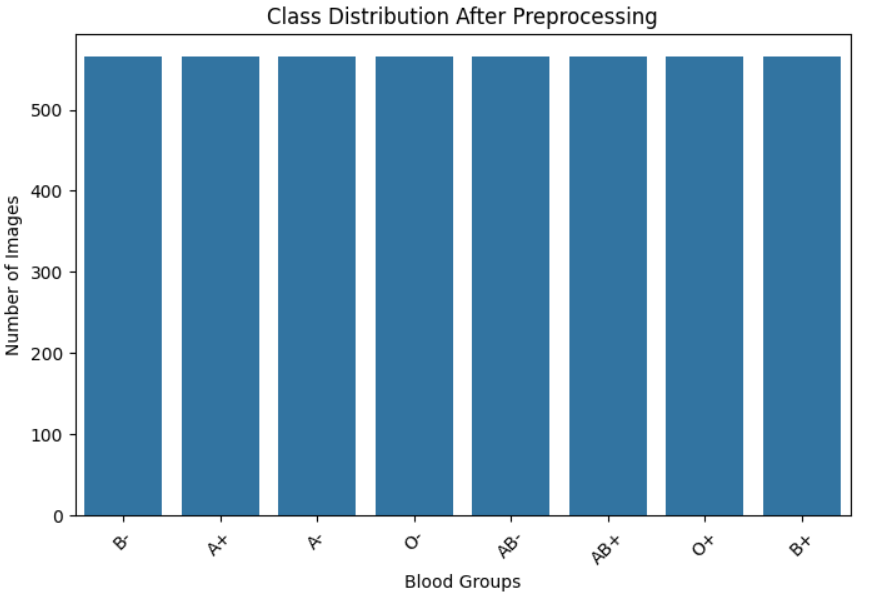 Class Distribution After Preprocessing
Number of Images
500
400
300
200
100
0
B-
A+
A-
O-
AB-
AB+
O+
B+
Blood Groups